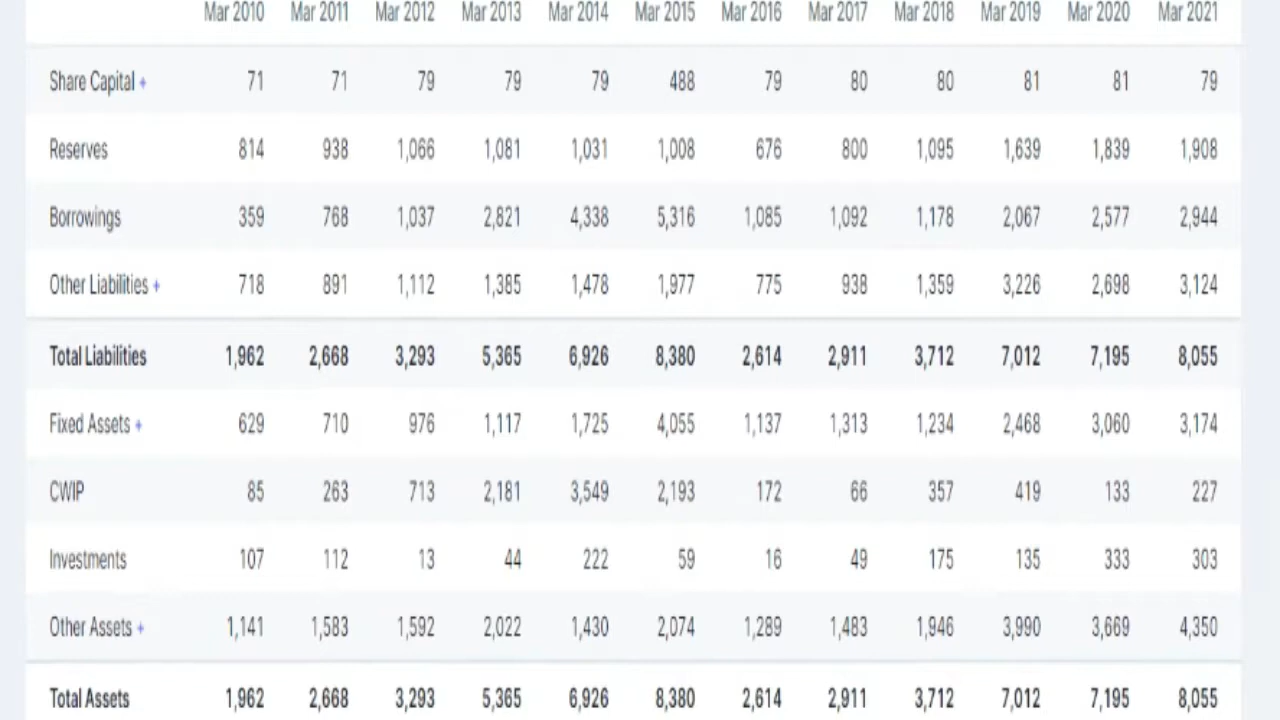 Mar 2010 Mar 2011 Mar 2012 Mar 2013 Mar 2014 Mar 2015 Mar 2016 Mar 2017 Mar 2018 Mar 2019 Mar 2020 Mar 2021
Share Capital + 71 71 79 79 79 488 79 80 80 81 81 79
Reserves 814 938 1,066 1,081 1,031 1,008 676 800 1,095 1,639 1,839 1,908
Borrowings 359 768 1,037 2,821 4,338 5,316 1,085 1,092 1,178 2,067 2,577 2,944
Other Liabilities + 718 891 1,112 1,385 1,478 1,977 775 938 1,359 3,226 2,698 3,124
Total Liabilities 1,962 2,668 3,293 5,365 6,926 8,380 2,614 2,911 3,712 7,012 7,195 8,055
Fixed Assets + 629 710 976 1,117 1,725 4,055 1,137 1,313 1,234 2,468 3,060 3,174
CWIP 85 263 713 2,181 3,549 2,193 172 66 357 419 133 227
Investments 107 112 13 44 222 59 16 49 175 135 333 303
Other Assets + 1,141 1,583 1,592 2,022 1,430 2,074 1,289 1,483 1,946 3,990 3,669 4,350
Total Assets 1,962 2,668 3,293 5,365 6,926 8,380 2,614 2,911 3,712 7,012 7,195 8,055